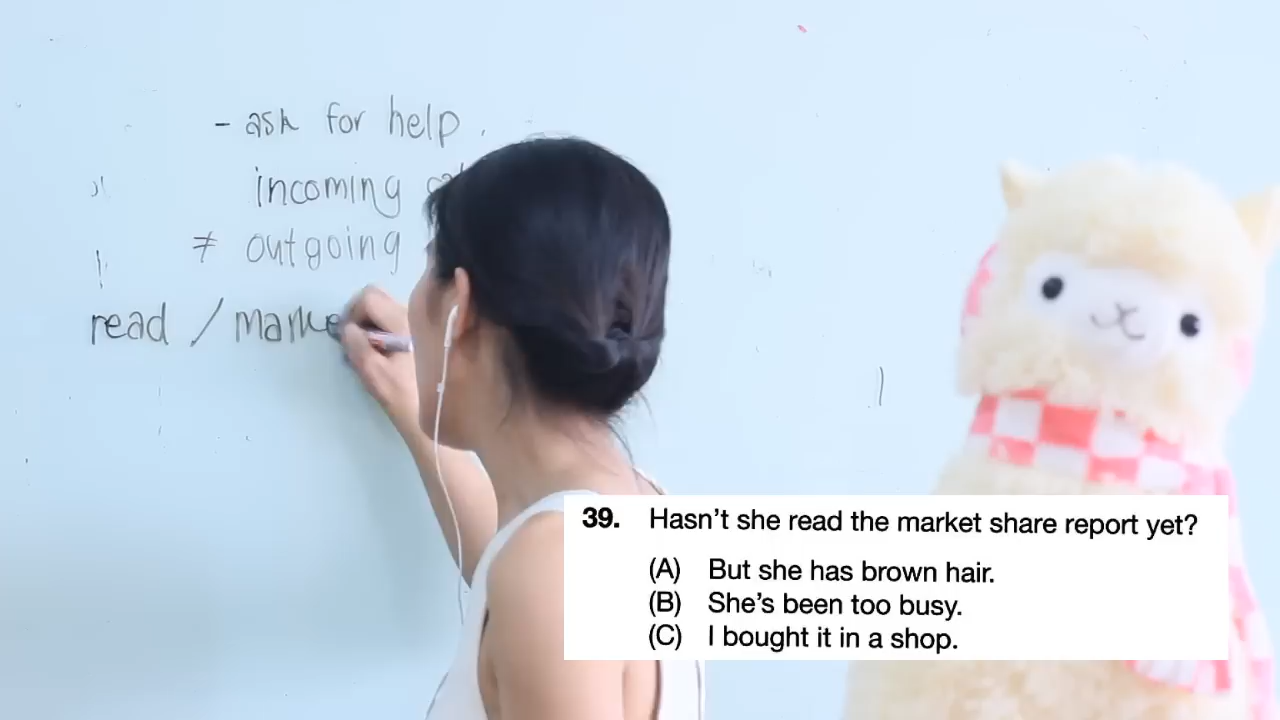 - ask for help.
incoming
≠ outgoing
read / marke
39. Hasn't she read the market share report yet?
(A) But she has brown hair.
(B) She's been too busy.
(C) I bought it in a shop.